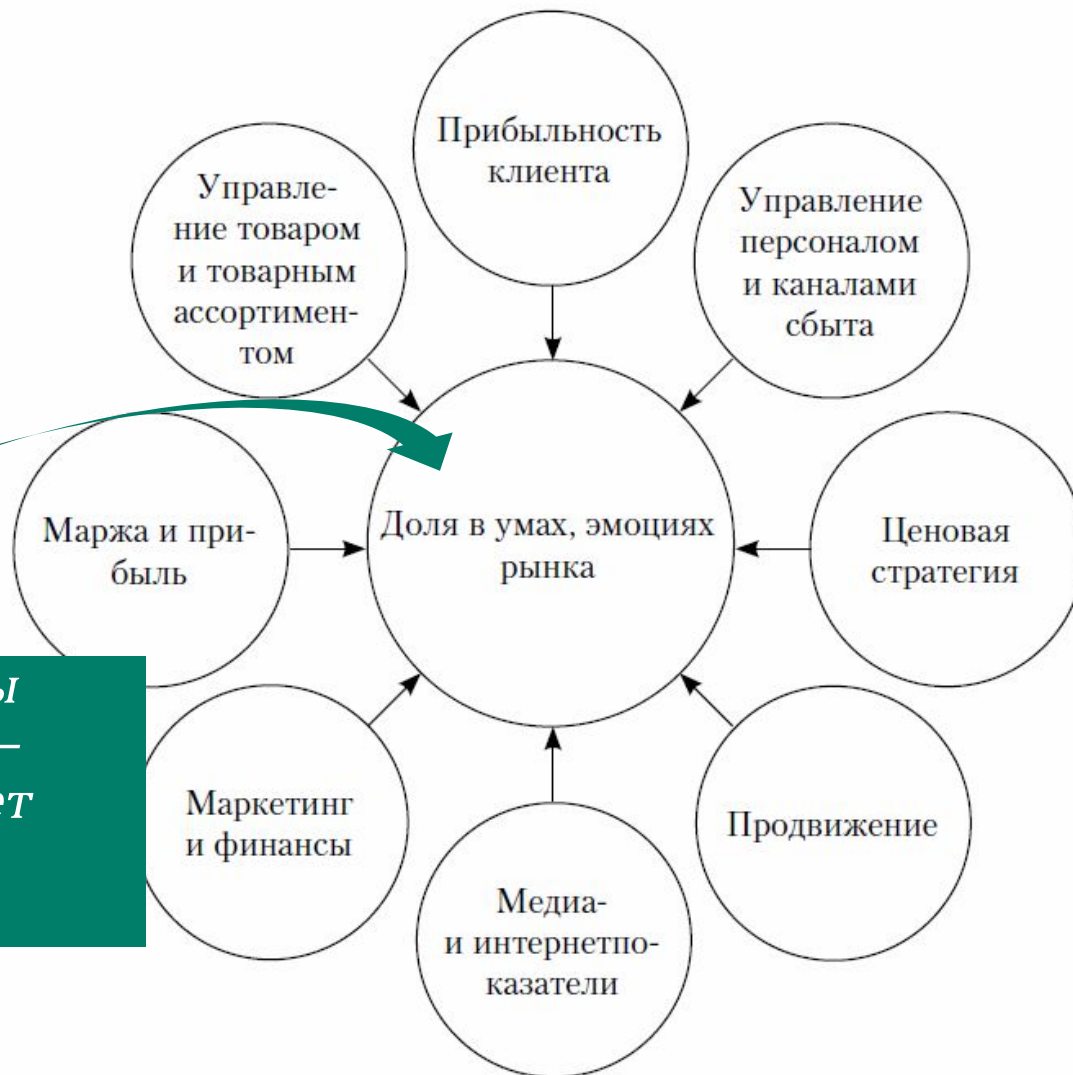 Прибыльность
клиента
Управле-
ние товаром
и товарным
ассортимен-
том
Управление
персоналом
и каналами
сбыта
Маржа и при-
быль
Доля в умах, эмоциях
рынка
Ценовая
стратегия
Маркетинг
и финансы
Медиа-
и интернетпо-
казатели
Продвижение